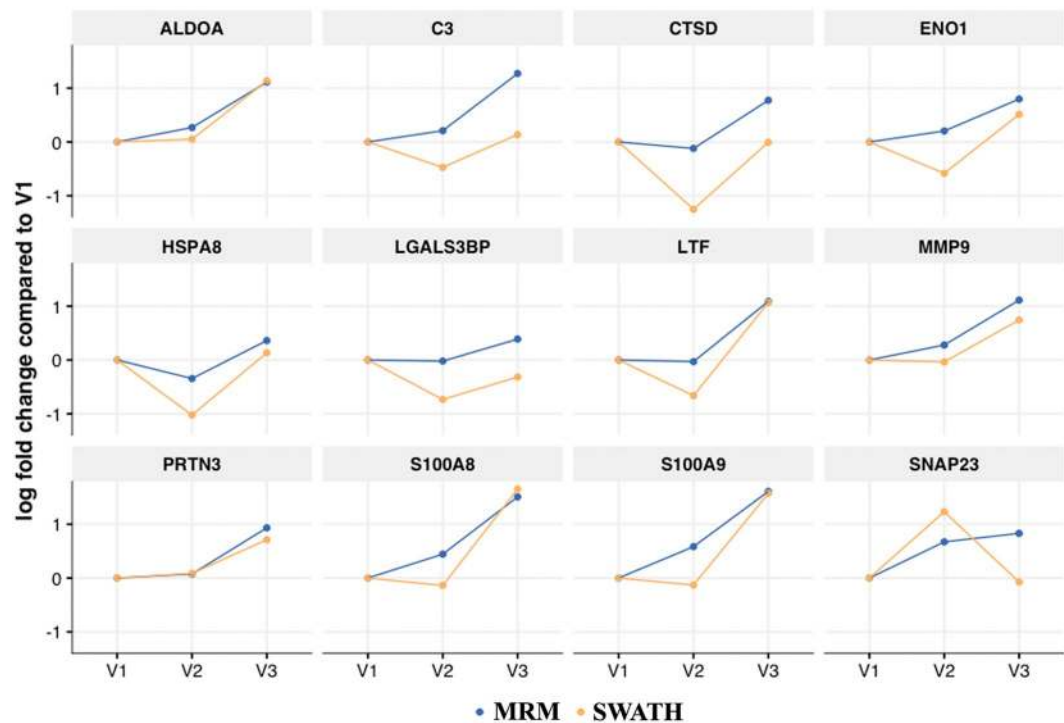 ALDOA C3 CTSD ENO1
1
0
-1
HSPA8 LGALS3BP LTF MMP9
1
0
-1
PRTN3 S100A8 S100A9 SNAP23
1
0
-1
V1 V2 V3 V1 V2 V3 V1 V2 V3 V1 V2 V3
log fold change compared to V1
MRM SWATH